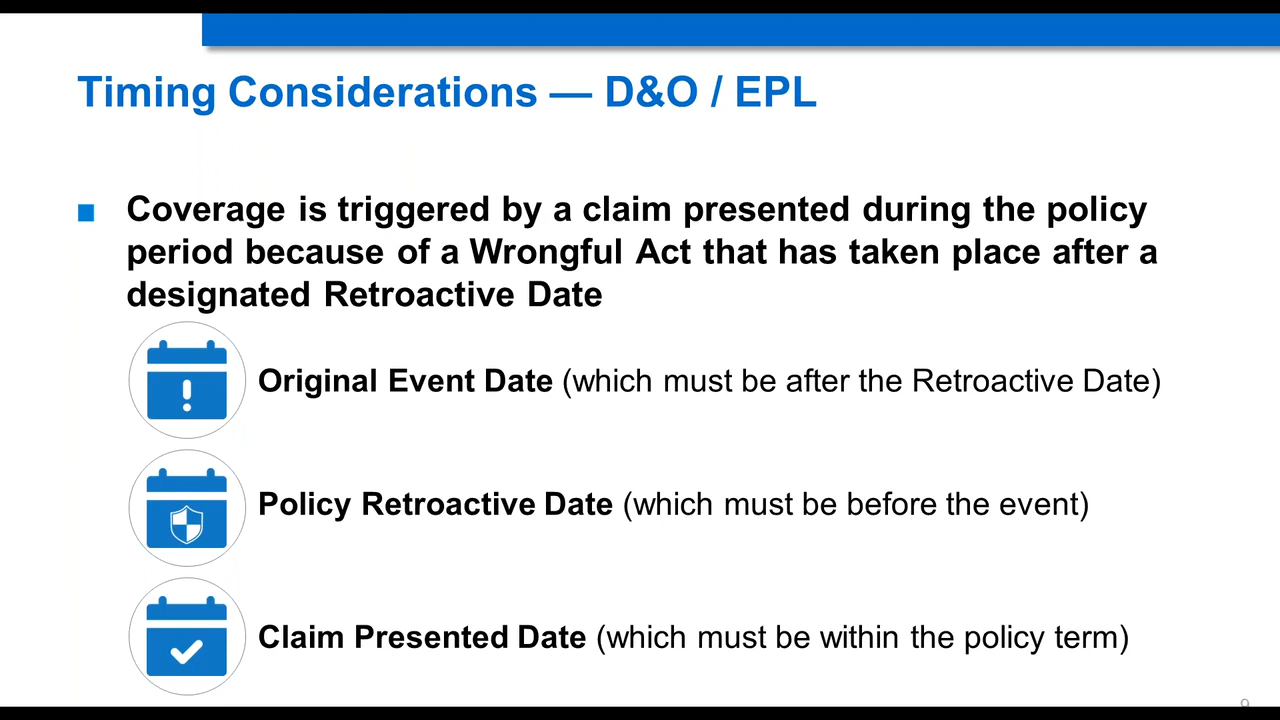 Timing Considerations — D&O / EPL
Coverage is triggered by a claim presented during the policy
period because of a Wrongful Act that has taken place after a
designated Retroactive Date
Original Event Date (which must be after the Retroactive Date)
Policy Retroactive Date (which must be before the event)
Claim Presented Date (which must be within the policy term)